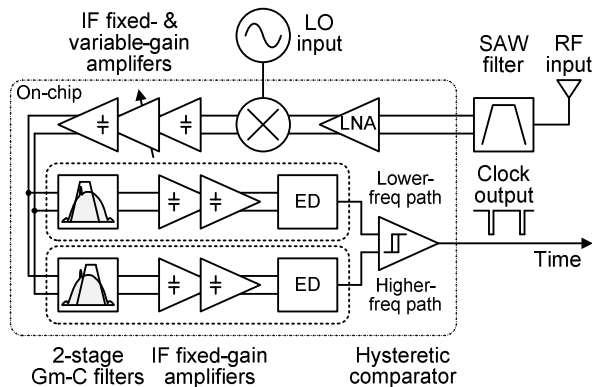 IF fixed- &
variable-gain
amplifers
LO
input
SAW
filter
RF
input
On-chip
LNA
Lower-
freq path
Clock
output
ED
Time
ED
Higher-
freq path
2-stage
Gm-C filters
IF fixed-gain
amplifiers
Hysteretic
comparator